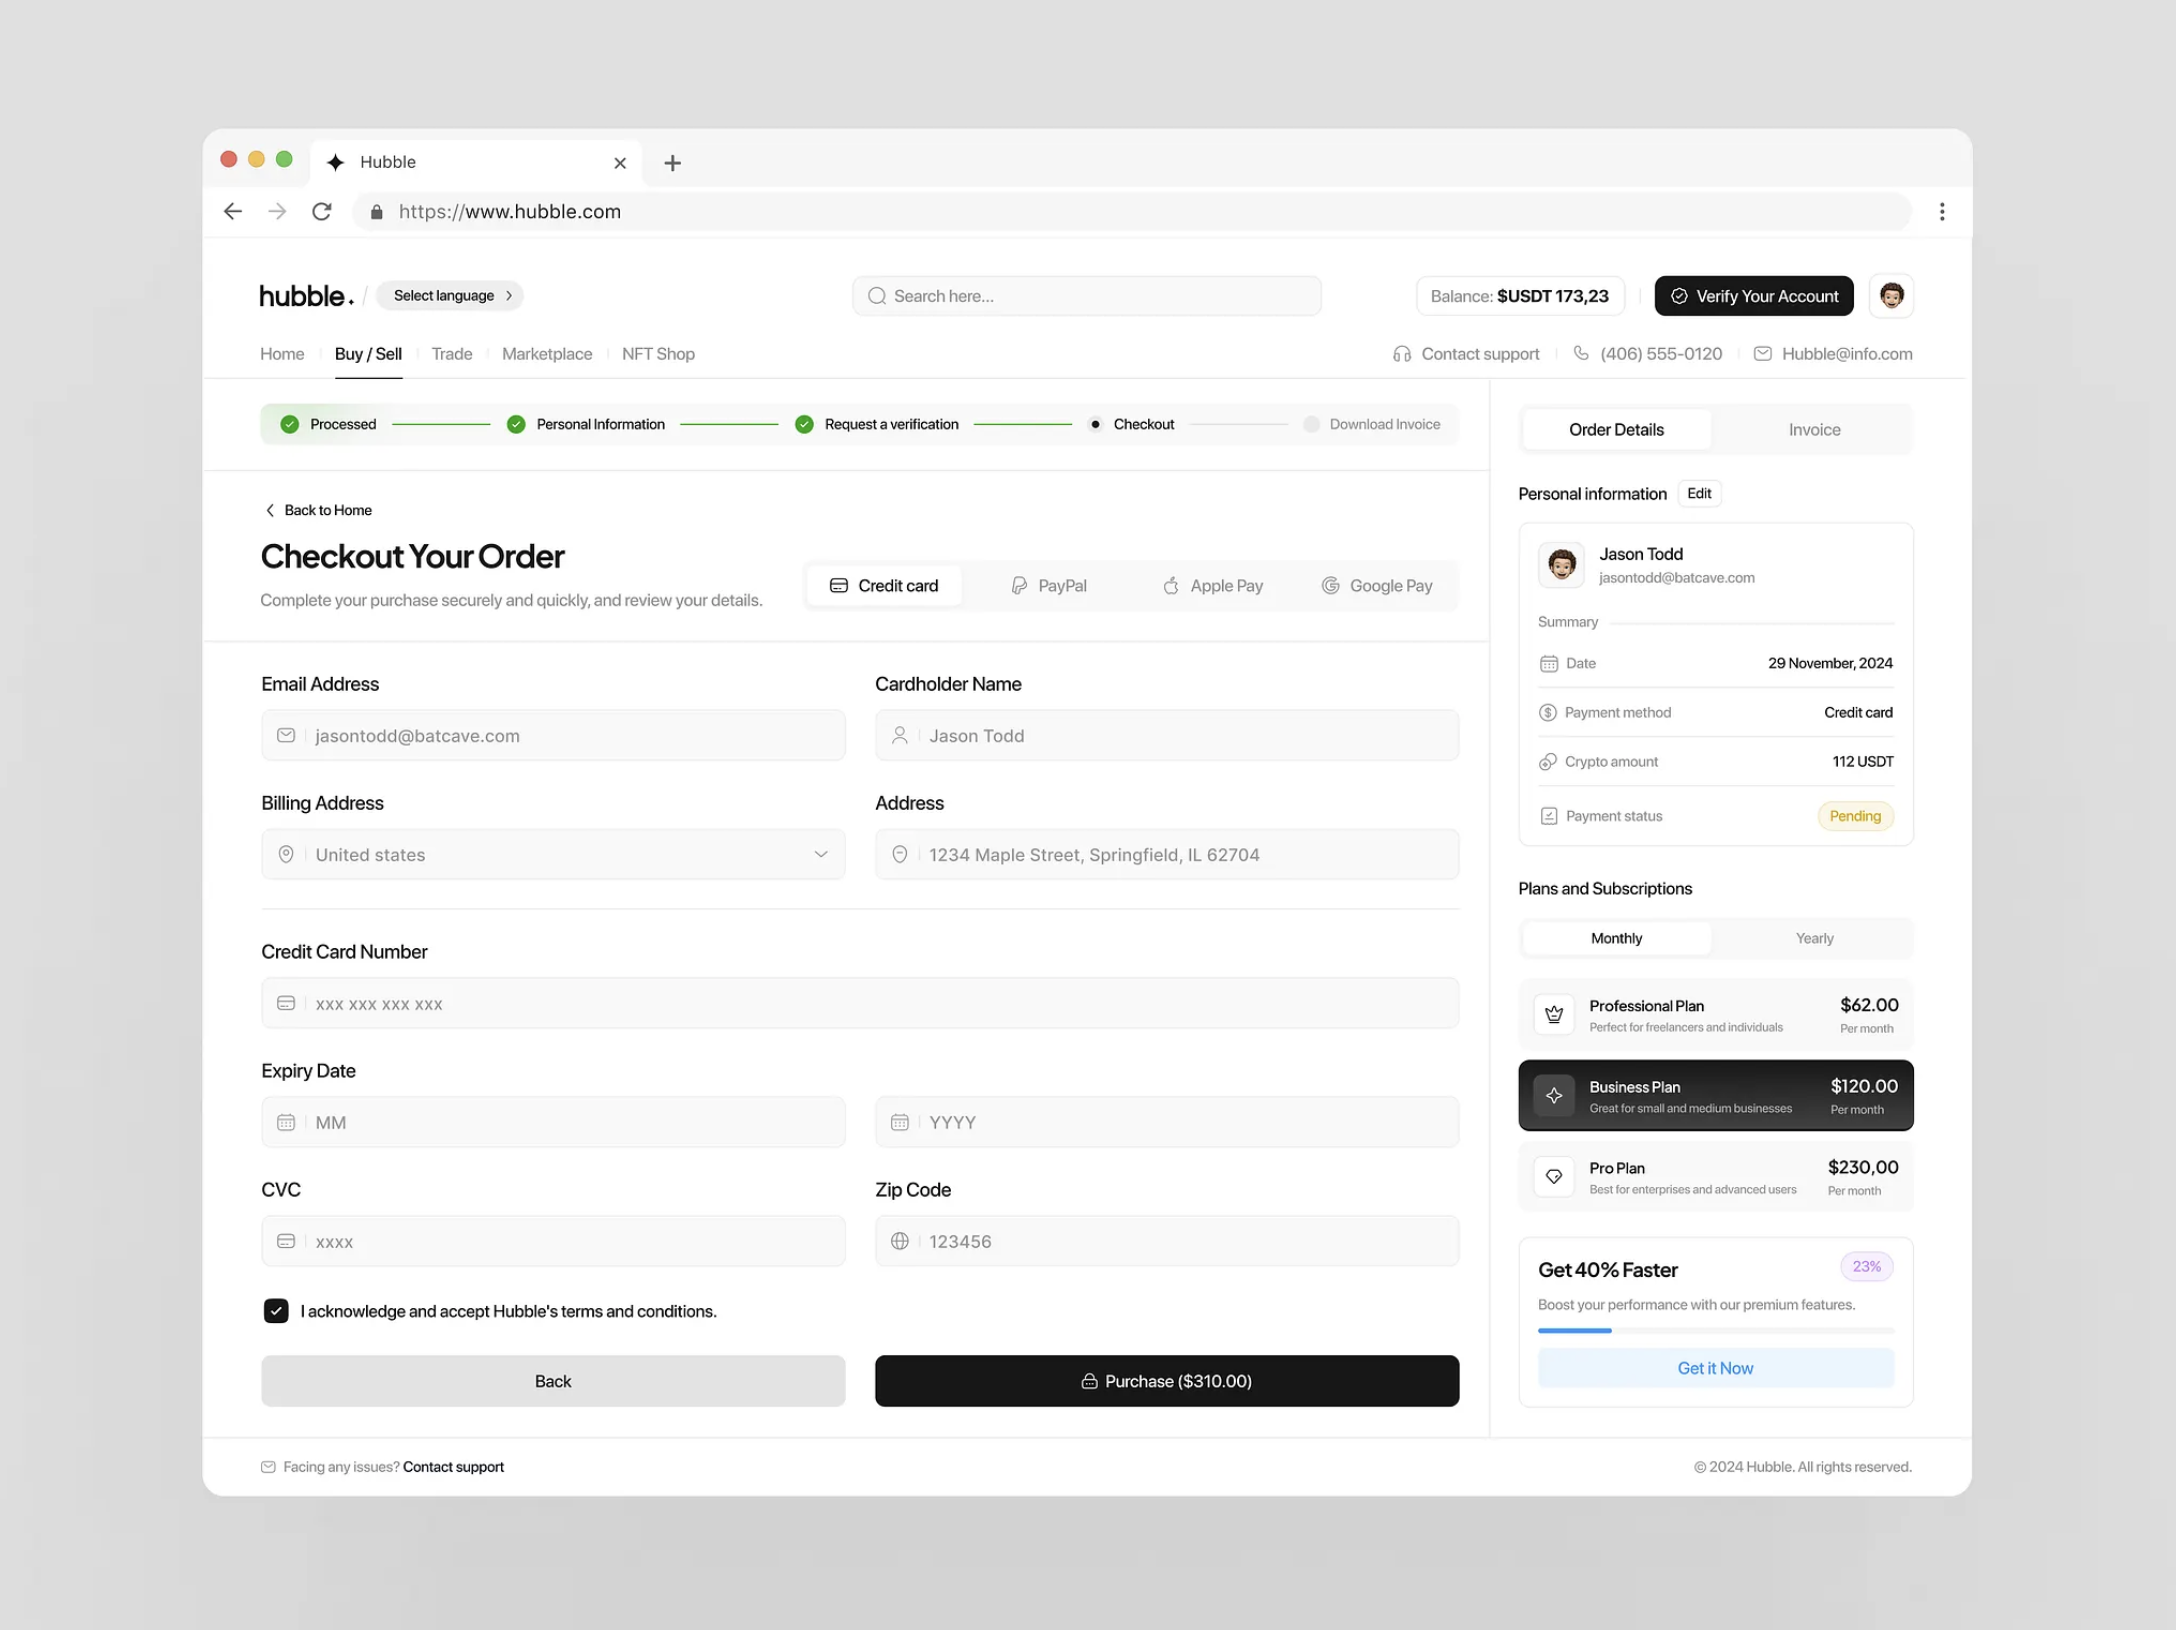 Hubble
https://www.hubble.com
hubble.
/
Select language
Search here...
Balance: $USDT 173,23
Verify Your Account
Home
Buy / Sell
Trade
Marketplace
NFT Shop
Contact support
(406) 555-0120
Hubble@info.com
Processed
Personal Information
Request a verification
Checkout
Download Invoice
Back to Home
Checkout Your Order
Complete your purchase securely and quickly, and review your details.
Credit card
PayPal
Apple Pay
Google Pay
Email Address
jasontodd@batcave.com
Cardholder Name
Jason Todd
Billing Address
United states
Address
1234 Maple Street, Springfield, IL 62704
Credit Card Number
xxx xxx xxx xxx
Expiry Date
MM
YYYY
CVC
xxxx
Zip Code
123456
I acknowledge and accept Hubble's terms and conditions.
Back
Purchase ($310.00)
Order Details
Invoice
Personal information
Edit
Jason Todd
jasontodd@batcave.com
Summary
Date
29 November, 2024
Payment method
Credit card
Crypto amount
112 USDT
Payment status
Pending
Plans and Subscriptions
Monthly
Yearly
Professional Plan
$62.00
Perfect for freelancers and individuals
Per month
Business Plan
$120.00
Great for small and medium businesses
Per month
Pro Plan
$230,00
Best for enterprises and advanced users
Per month
Get 40% Faster
23%
Boost your performance with our premium features.
Get it Now
Facing any issues? Contact support
© 2024 Hubble. All rights reserved.